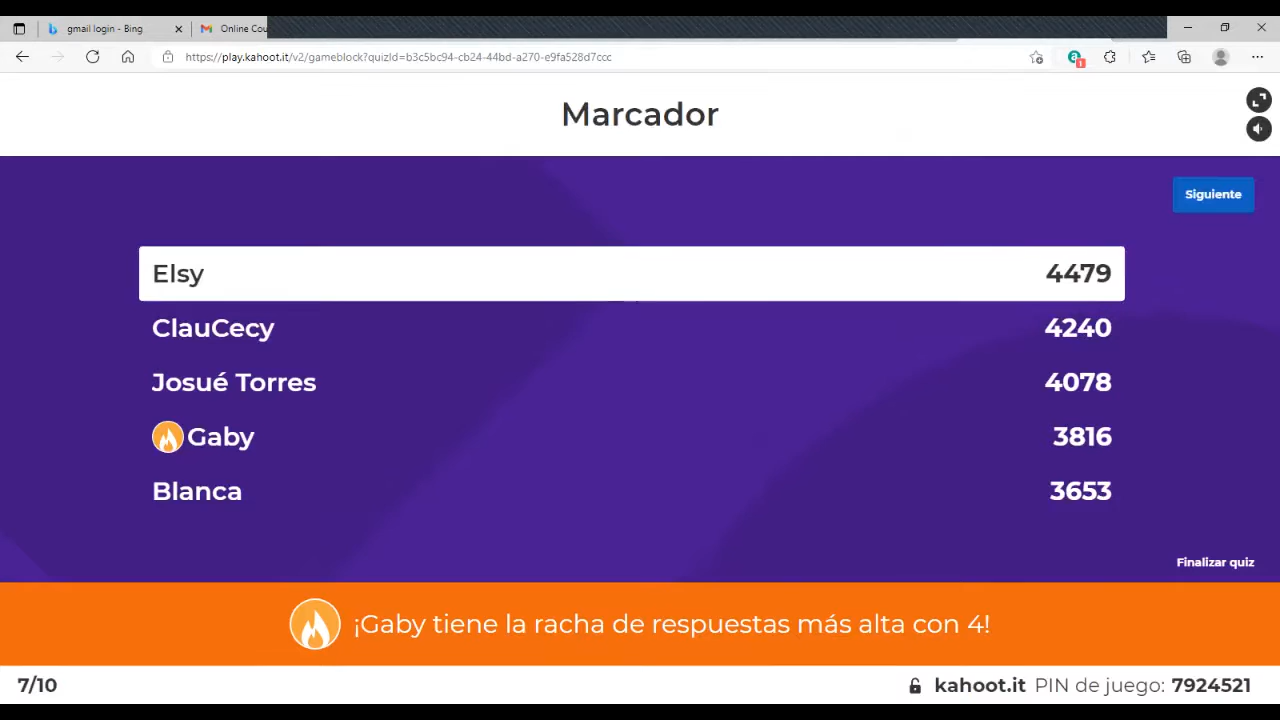 gmail login - Bing
Online Cou
https://play.kahoot.it/v2/gameblock?quizId=b3c5bc94-cb24-44bd-a270-e9fa528d7ccc
Marcador
Siguiente
Elsy 4479
ClauCecy 4240
Josué Torres 4078
Gaby 3816
Blanca 3653
Finalizar quiz
¡Gaby tiene la racha de respuestas más alta con 4!
7/10 kahoot.it PIN de juego: 7924521